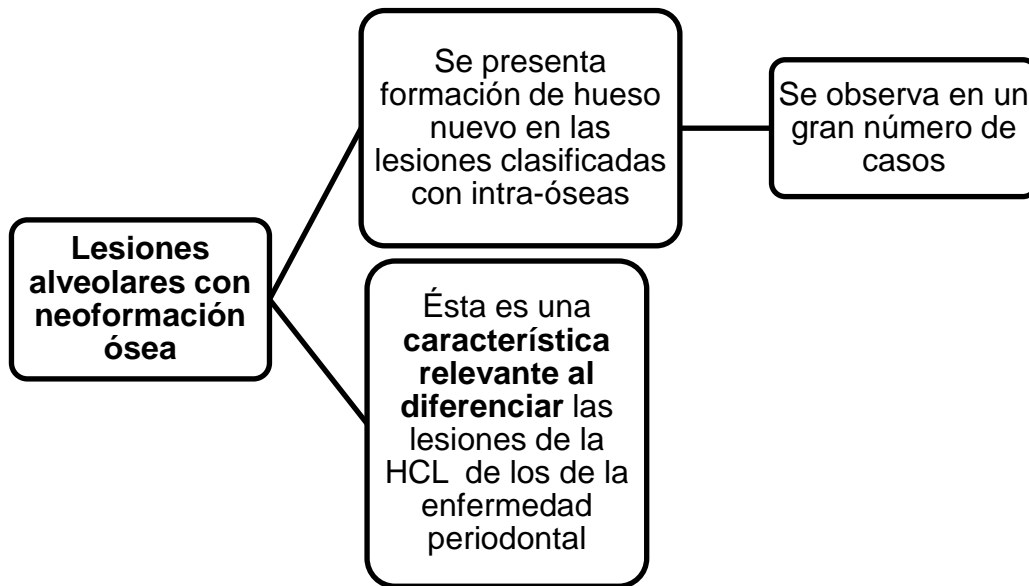 Lesiones
alveolares con
neoformación
ósea
Se presenta
formación de hueso
nuevo en las
lesiones clasificadas
con intra-óseas
Se observa en un
gran número de
casos
Ésta es una
característica
relevante al
diferenciar las
lesiones de la
HCL de los de la
enfermedad
periodontal